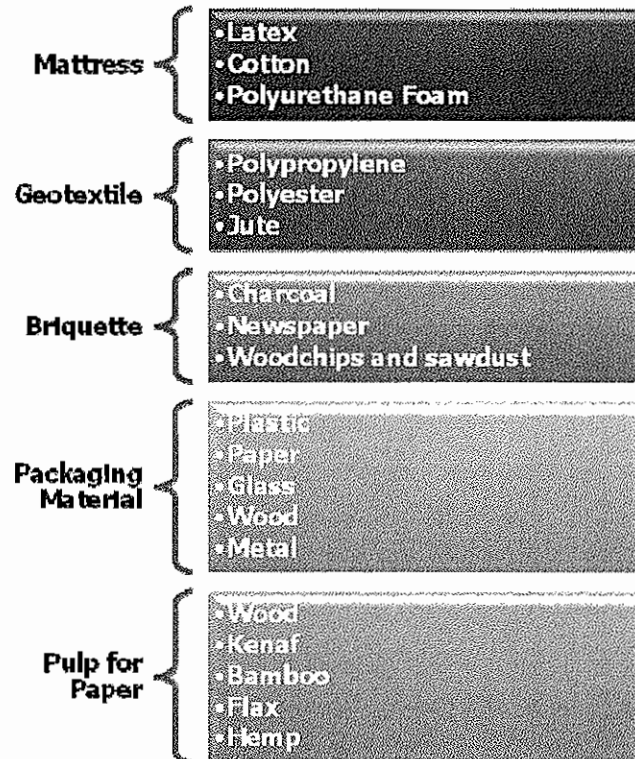 Mattress
•Latex
•Cotton
•Polyurethane Foam
Geotextile
•Polypropylene
•Polyester
•Jute
Briquette
•Charcoal
•Newspaper
•Woodchips and sawdust
Packaging
Material
•Plastic
•Paper
•Glass
•Wood
•Metal
Pulp for
Paper
•Wood
•Kenaf
•Bamboo
•Flax
•Hemp